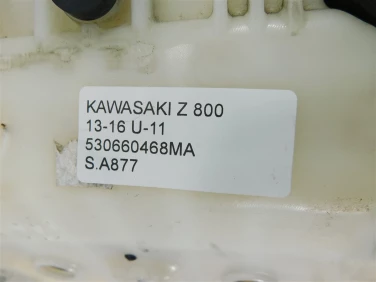 KAWASAKI Z 800
13-16 U-11
530660468MA
S.A877